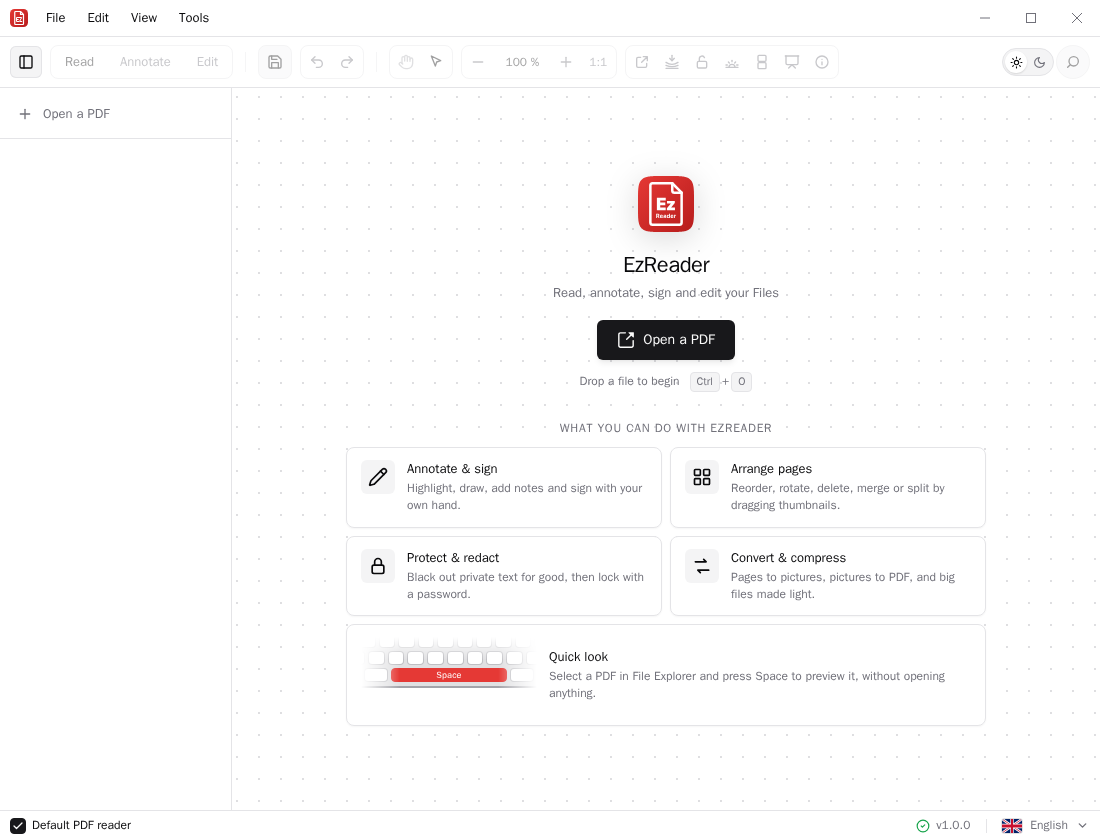 File Edit View Tools
Read Annotate Edit 100 % 1:1
Open a PDF
Ez
Reader
EzReader
Read, annotate, sign and edit your Files
Open a PDF
Drop a file to begin Ctrl + O
WHAT YOU CAN DO WITH EZREADER
Annotate & sign
Highlight, draw, add notes and sign with your
own hand.
Arrange pages
Reorder, rotate, delete, merge or split by
dragging thumbnails.
Protect & redact
Black out private text for good, then lock with
a password.
Convert & compress
Pages to pictures, pictures to PDF, and big
files made light.
Space
Quick look
Select a PDF in File Explorer and press Space to preview it, without opening
anything.
Default PDF reader
v1.0.0
English